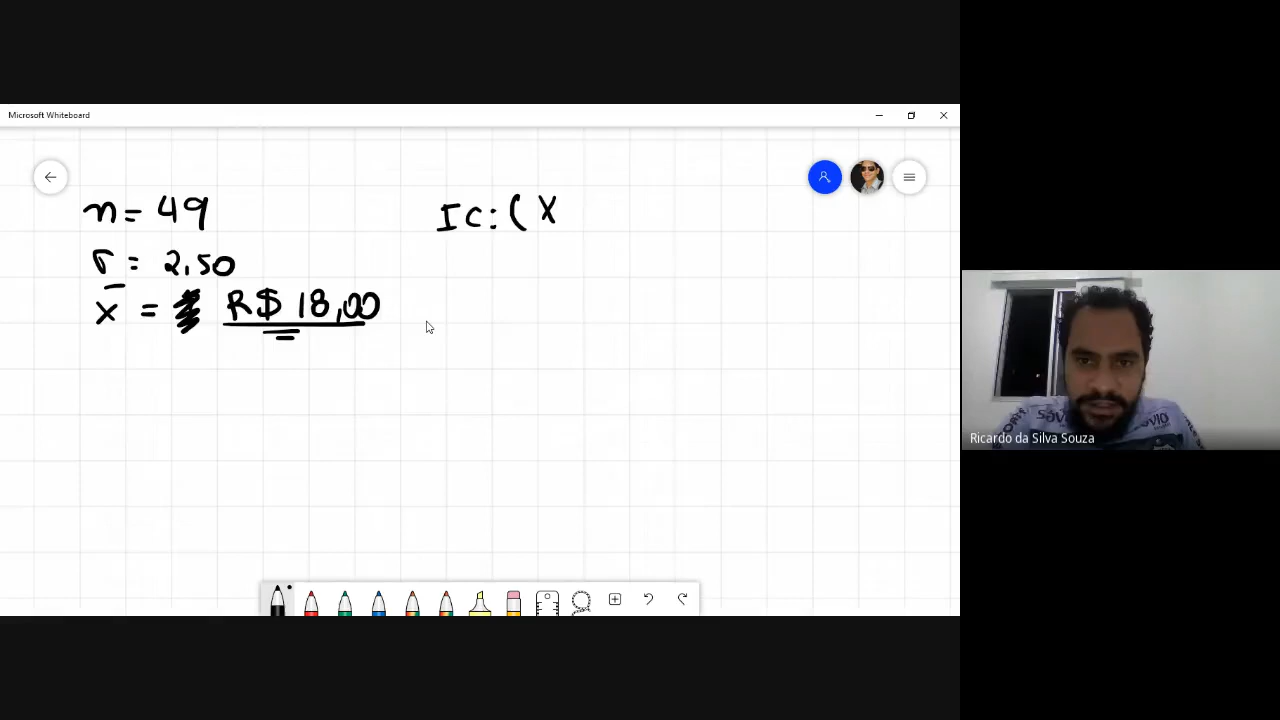 Microsoft Whiteboard
n = 49
IC: ( X
σ = 2,50
x̄ = R$ 18,00
Ricardo da Silva Souza